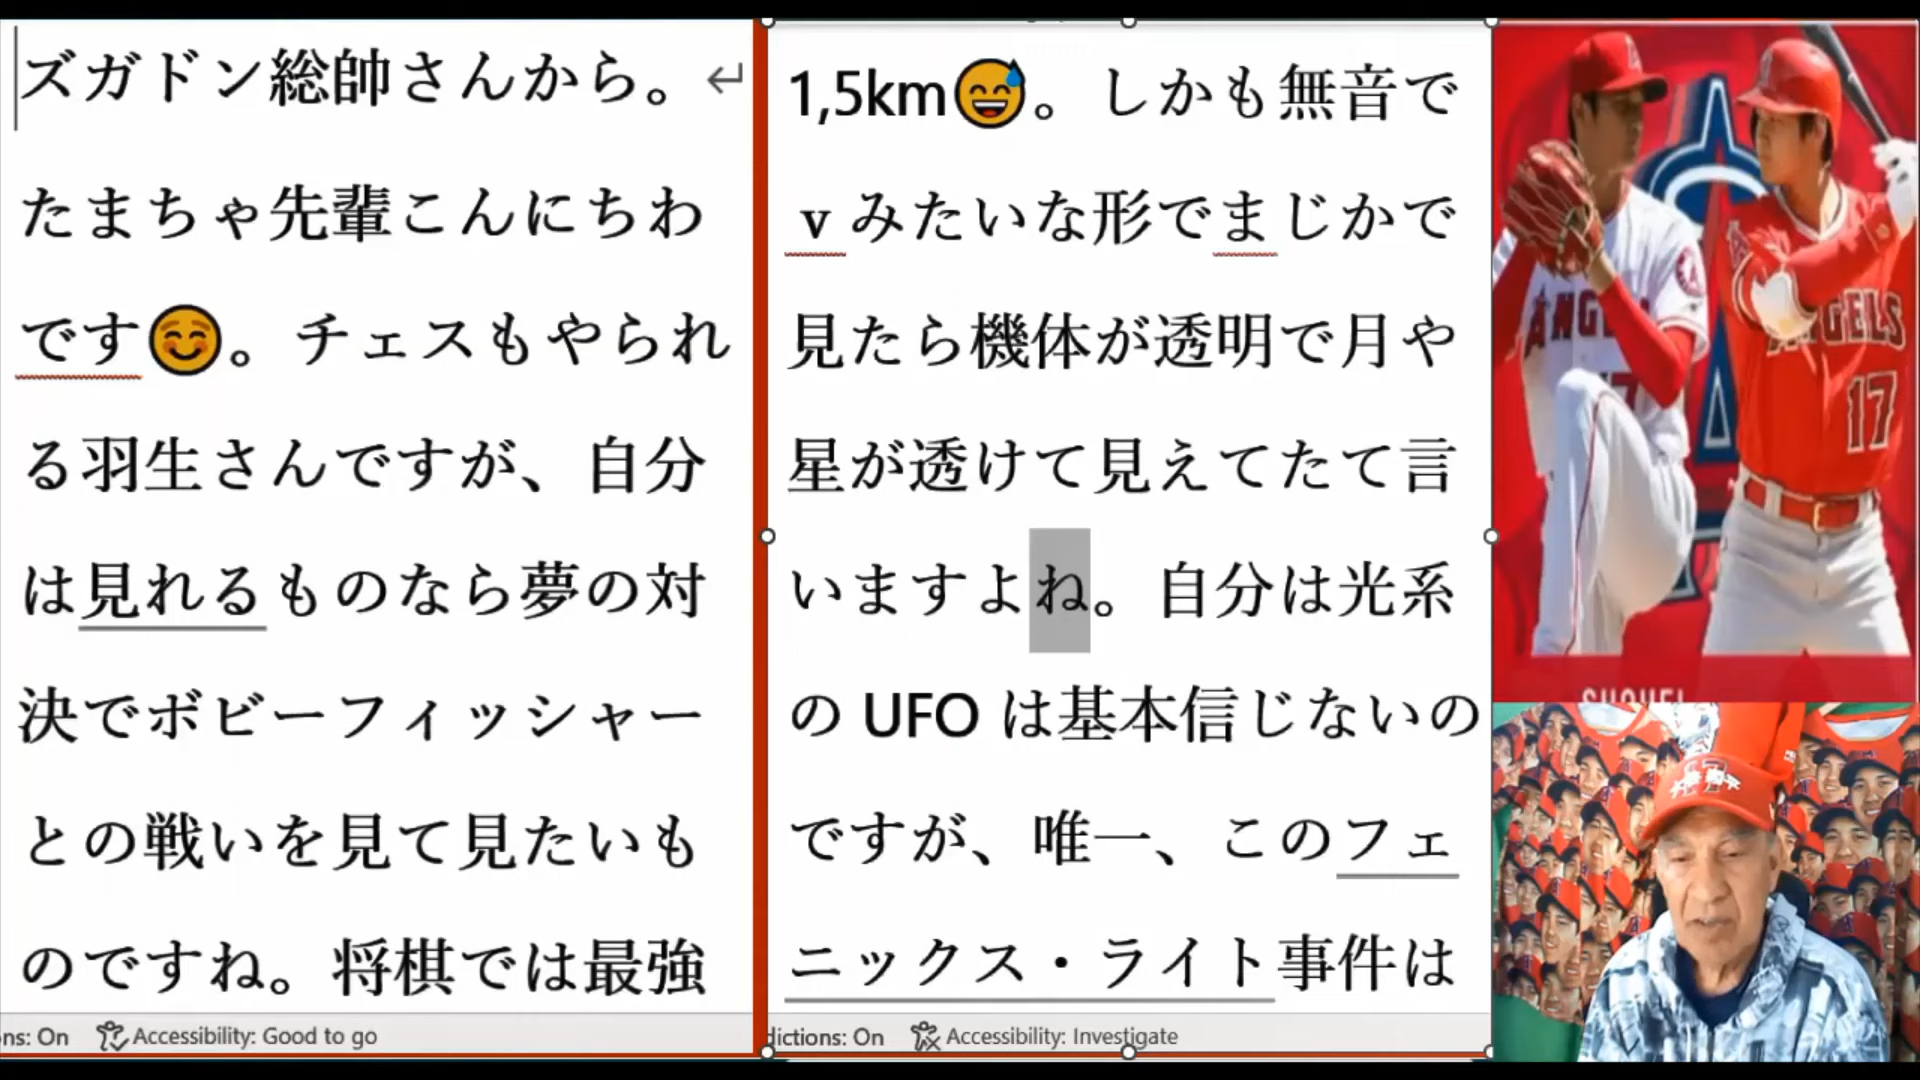 ズガドン総帥さんから。↵
たまちゃ先輩こんにちわ
です😊。チェスもやられ
る羽生さんですが、自分
は見れるものなら夢の対
決でボビーフィッシャー
との戦いを見て見たいも
のですね。将棋では最強
ns: On Accessibility: Good to go
1,5km😅。しかも無音で
v みたいな形でまじかで
見たら機体が透明で月や
星が透けて見えてたて言
いますよね。自分は光系
の UFO は基本信じないの
ですが、唯一、このフェ
ニックス・ライト事件は
dictions: On Accessibility: Investigate
ANGELS
17